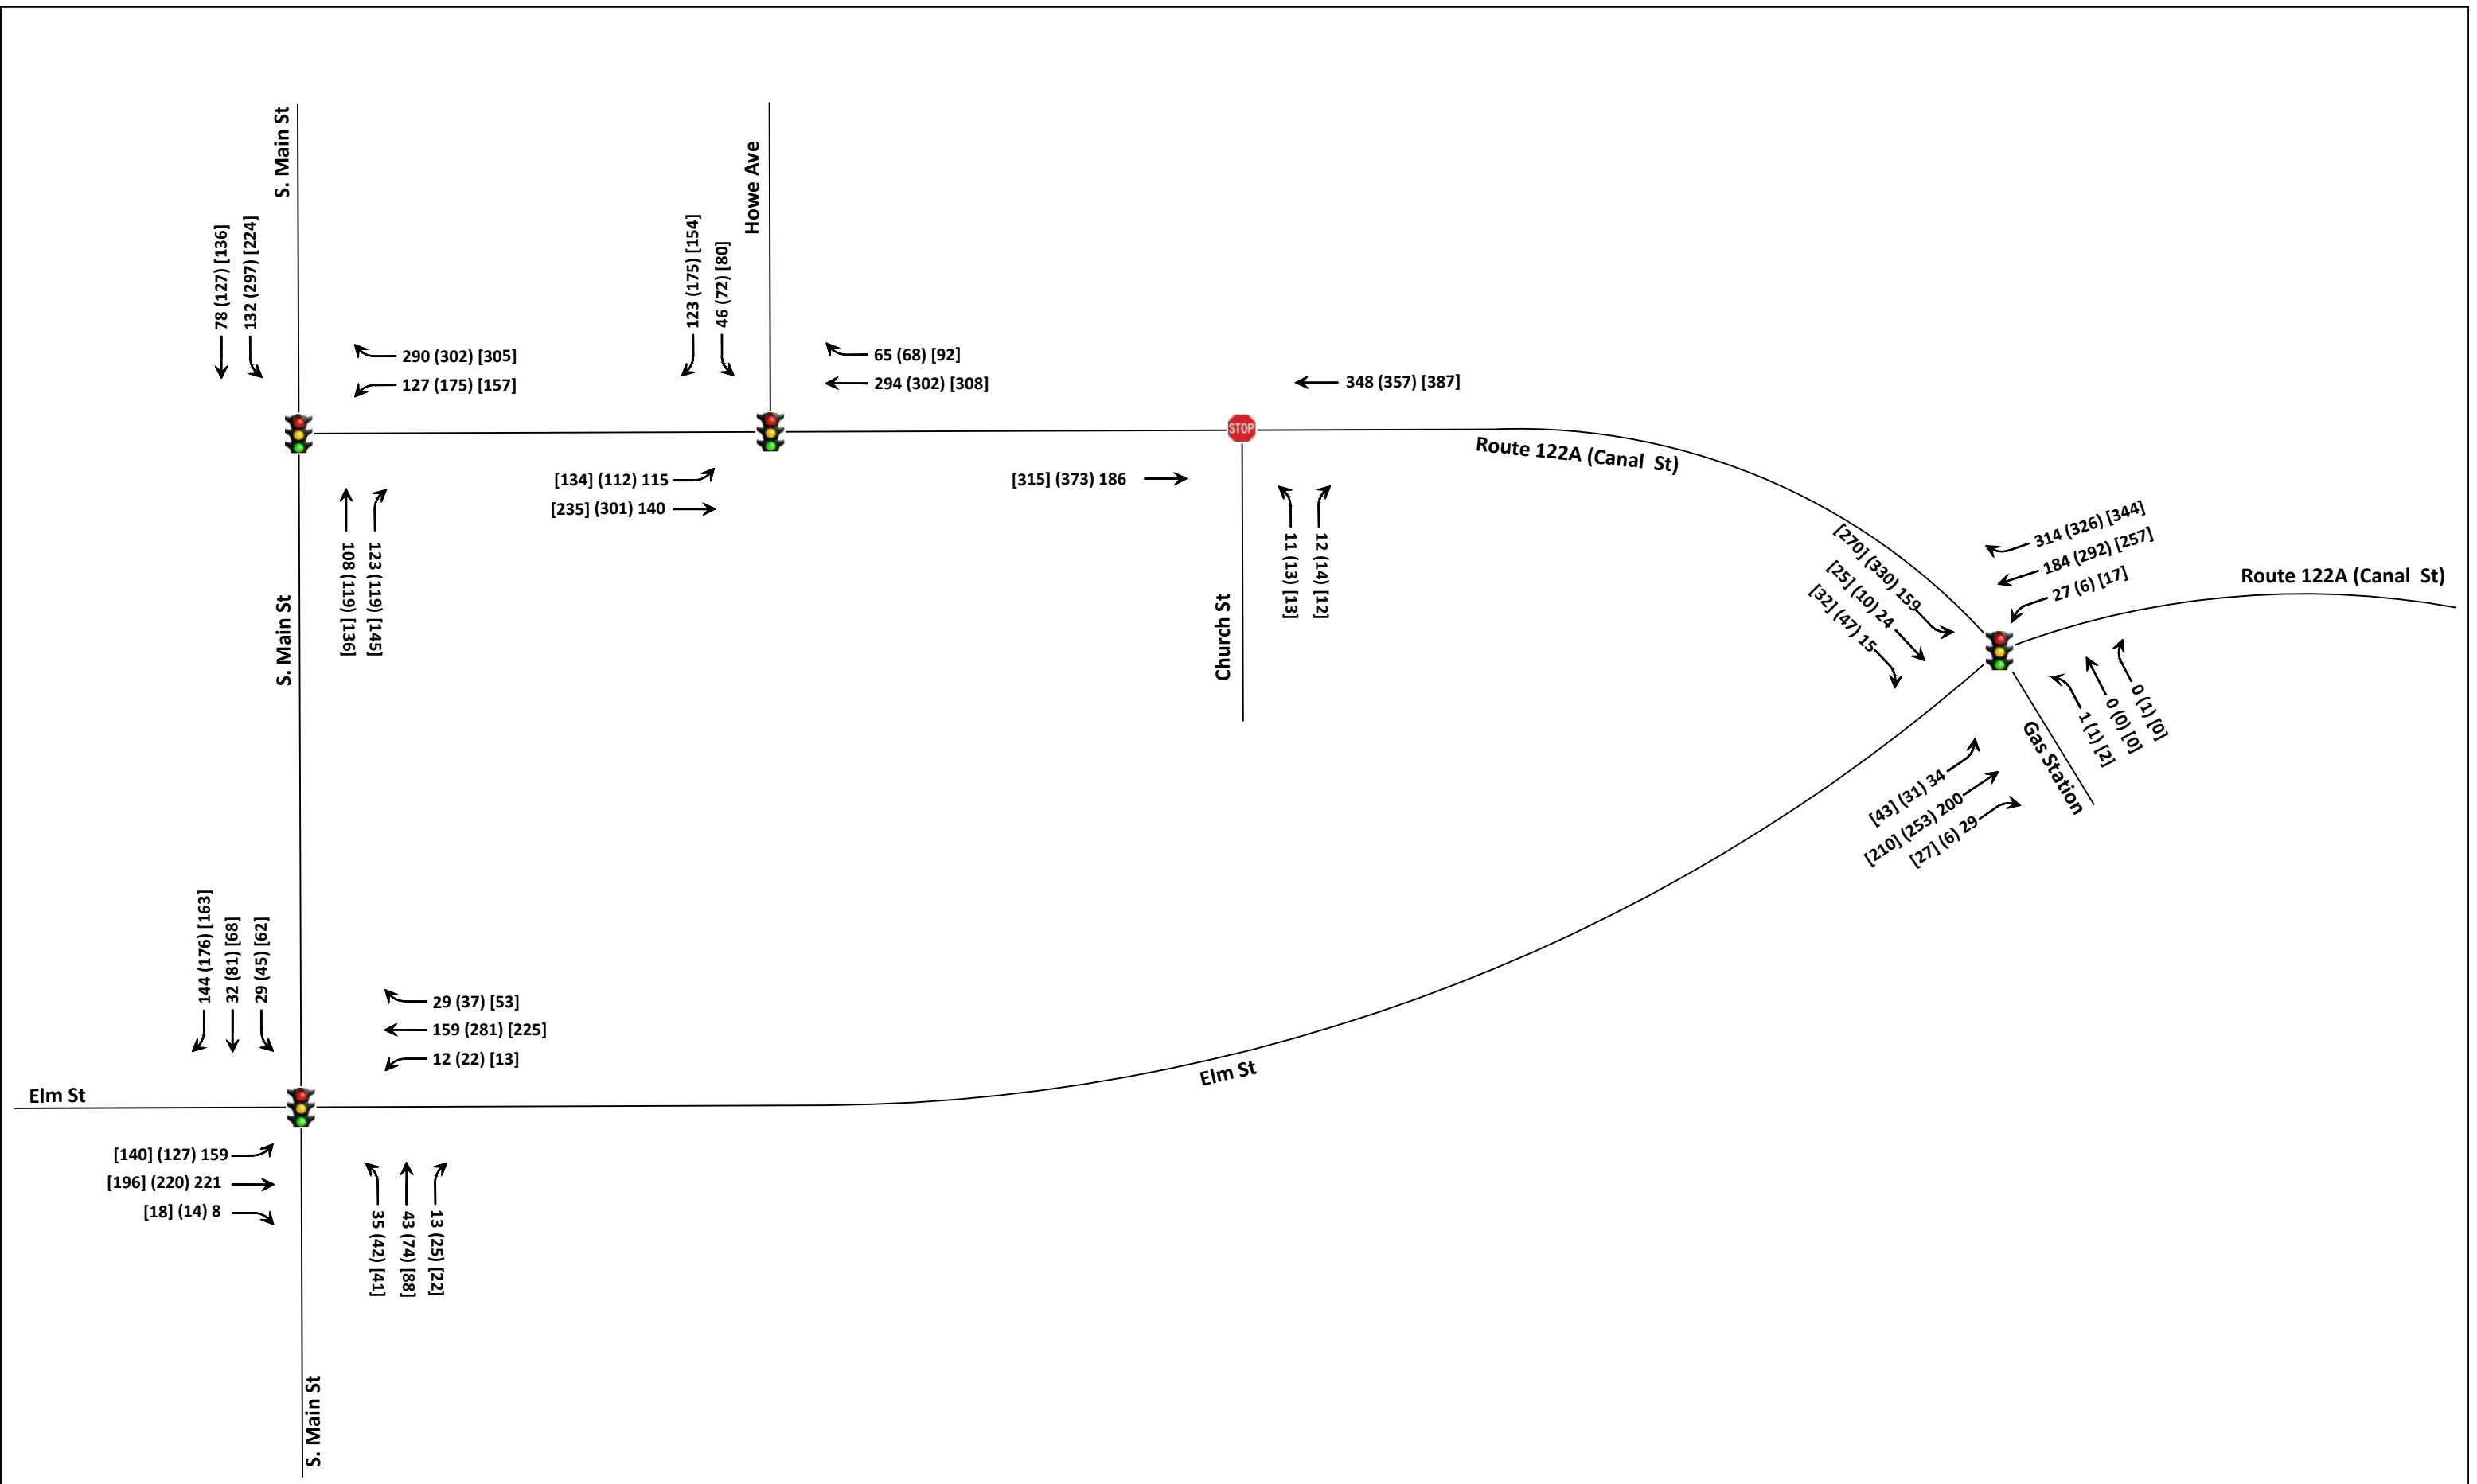 S. Main St
Howe Ave
78 (127) [136]
132 (297) [224]
123 (175) [154]
46 (72) [80]
290 (302) [305]
127 (175) [157]
65 (68) [92]
294 (302) [308]
348 (357) [387]
STOP
Route 122A (Canal St)
[134] (112) 115
[235] (301) 140
[315] (373) 186
108 (119) [136]
123 (119) [145]
S. Main St
11 (13) [13]
12 (14) [12]
Church St
[270] (330) 159
[25] (10) 24
[32] (47) 15
314 (326) [344]
184 (292) [257]
27 (6) [17]
Route 122A (Canal St)
0 (1) [0]
0 (0) [0]
1 (1) [2]
Gas Station
[43] (31) 34
[210] (253) 200
[27] (6) 29
144 (176) [163]
32 (81) [68]
29 (45) [62]
29 (37) [53]
159 (281) [225]
12 (22) [13]
Elm St
Elm St
[140] (127) 159
[196] (220) 221
[18] (14) 8
35 (42) [41]
43 (74) [88]
13 (25) [22]
S. Main St